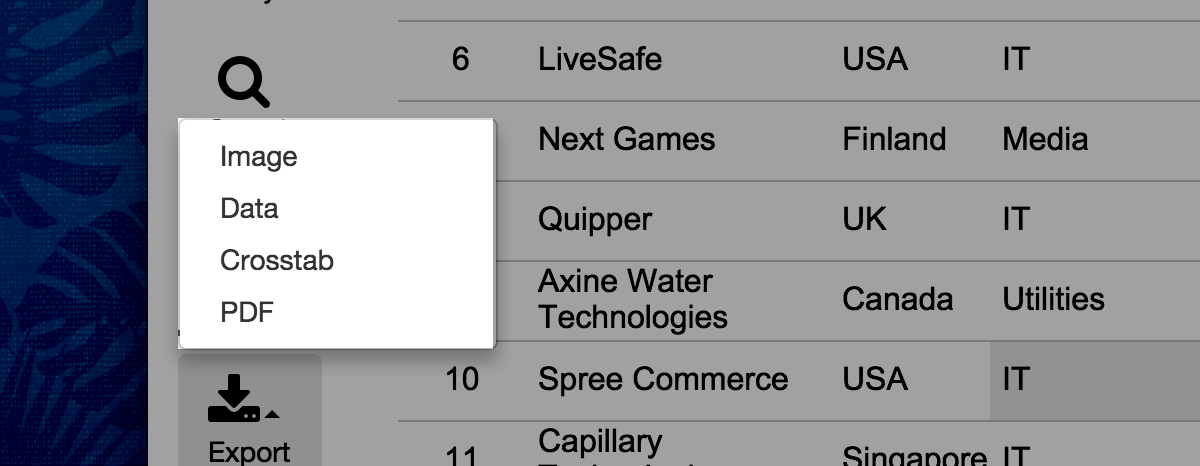 6 LiveSafe USA IT
Next Games Finland Media
Quipper UK IT
Axine Water
Technologies Canada Utilities
10 Spree Commerce USA IT
Capillary
11 Singapore IT
Image
Data
Crosstab
PDF
Export